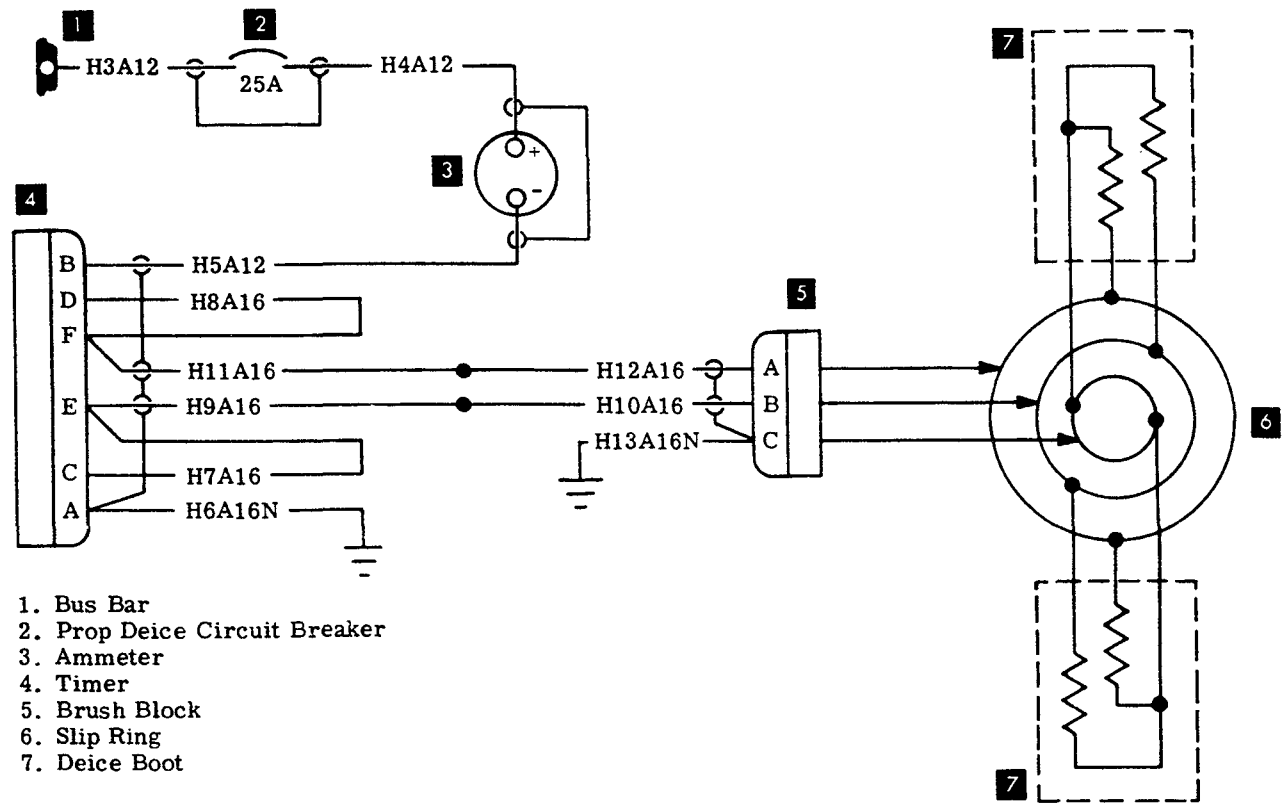 1
2
H3A12
H4A12
25A
3
+
-
4
B
H5A12
D
H8A16
F
H11A16
H12A16
A
E
H9A16
H10A16
B
H13A16N
C
C
H7A16
A
H6A16N
5
6
7
7
1. Bus Bar
2. Prop Deice Circuit Breaker
3. Ammeter
4. Timer
5. Brush Block
6. Slip Ring
7. Deice Boot